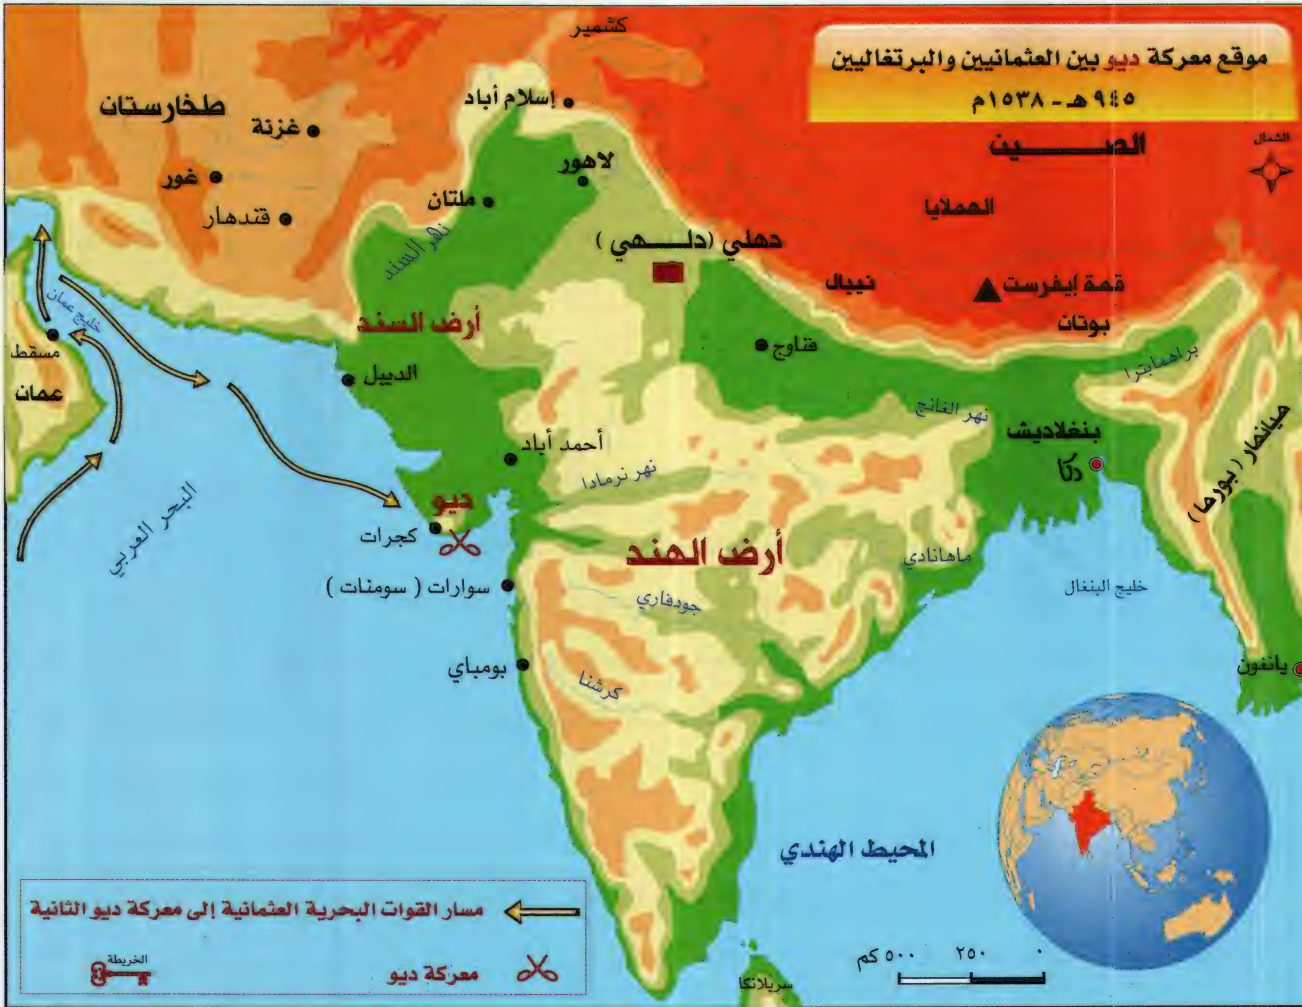 موقع معركة ديو بين العثمانيين والبرتغاليين
٩٤٥ هـ - ١٥٣٨م
الشمال
كشمير
طخارستان
إسلام أباد
غزنة
الصين
لاهور
غور
ملتان
الهملايا
قندهار
نهر السند
دهلي (دلهي)
نيبال
قمة إيفرست
خليج عمان
أرض السند
بوتان
مسقط
قتاوج
براهمابترا
عمان
الديبل
نهر الغانج
ميانمار (بورما)
بنغلاديش
أحمد أباد
دكا
نهر نرمادا
البحر العربي
ديو
كجرات
أرض الهند
ماهانادي
سوارات ( سومنات )
جودفاري
خليج البنغال
بومباي
كرشنا
يانغون
المحيط الهندي
مسار القوات البحرية العثمانية إلى معركة ديو الثانية
معركة ديو
الخريطة
٠ ٢٥٠ ٥٠٠ كم
سريلانكا